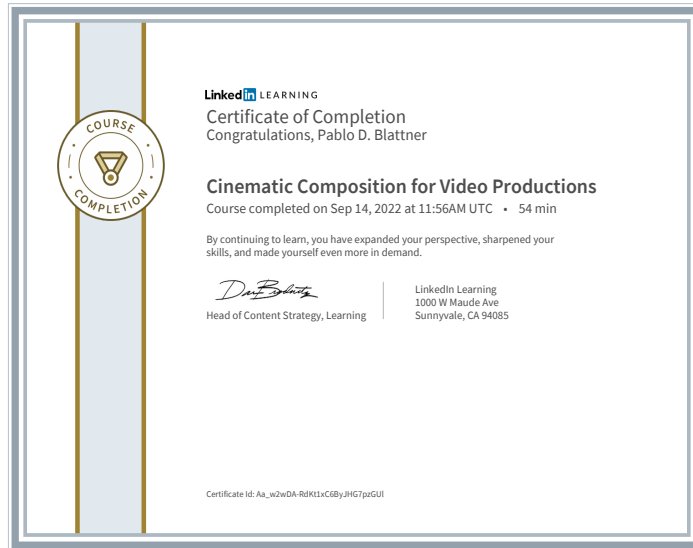 COURSE
COMPLETION
Linked in LEARNING
Certificate of Completion
Congratulations, Pablo D. Blattner
Cinematic Composition for Video Productions
Course completed on Sep 14, 2022 at 11:56AM UTC • 54 min
By continuing to learn, you have expanded your perspective, sharpened your
skills, and made yourself even more in demand.
Head of Content Strategy, Learning
LinkedIn Learning
1000 W Maude Ave
Sunnyvale, CA 94085
Certificate Id: Aa_w2wDA-RdKt1xC6ByJHG7pzGUl